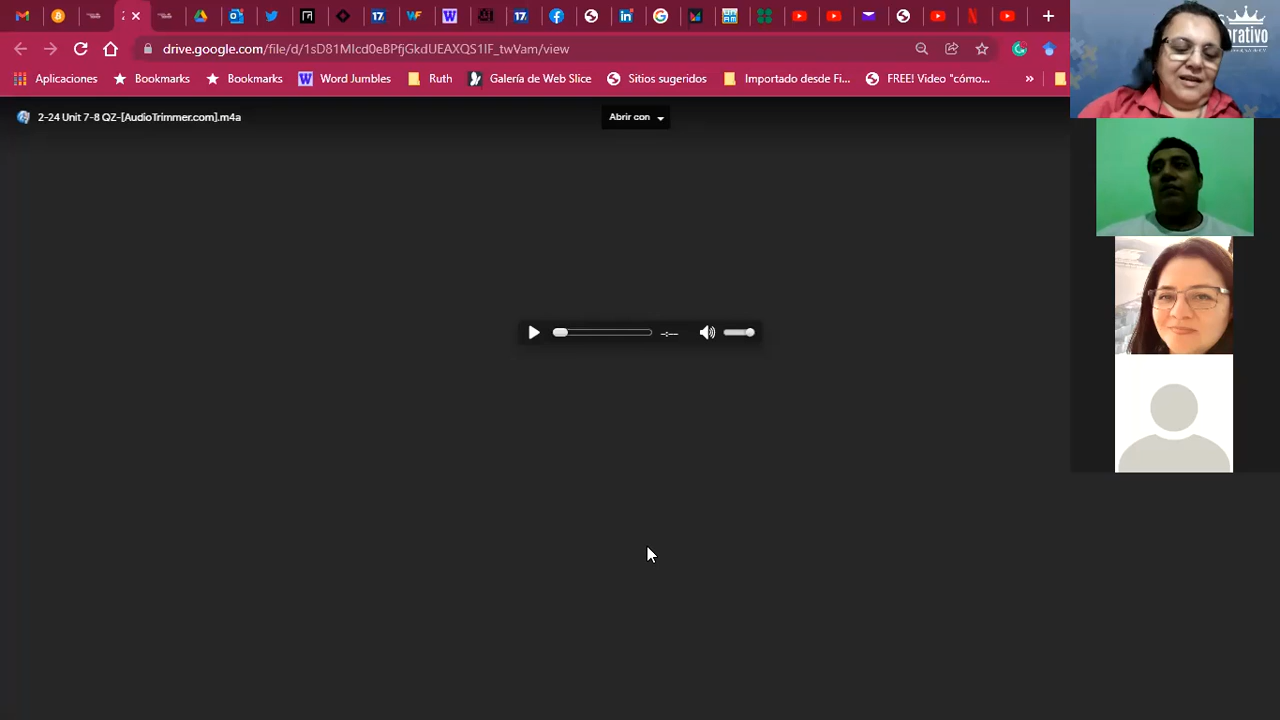 drive.google.com/file/d/1sD81MIcd0eBPfjGkdUEAXQS1IF_twVam/view
Aplicaciones Bookmarks Bookmarks Word Jumbles Ruth Galería de Web Slice Sitios sugeridos Importado desde Fi... FREE! Video "cómo... »
2-24 Unit 7-8 QZ-[AudioTrimmer.com].m4a
Abrir con
-:--